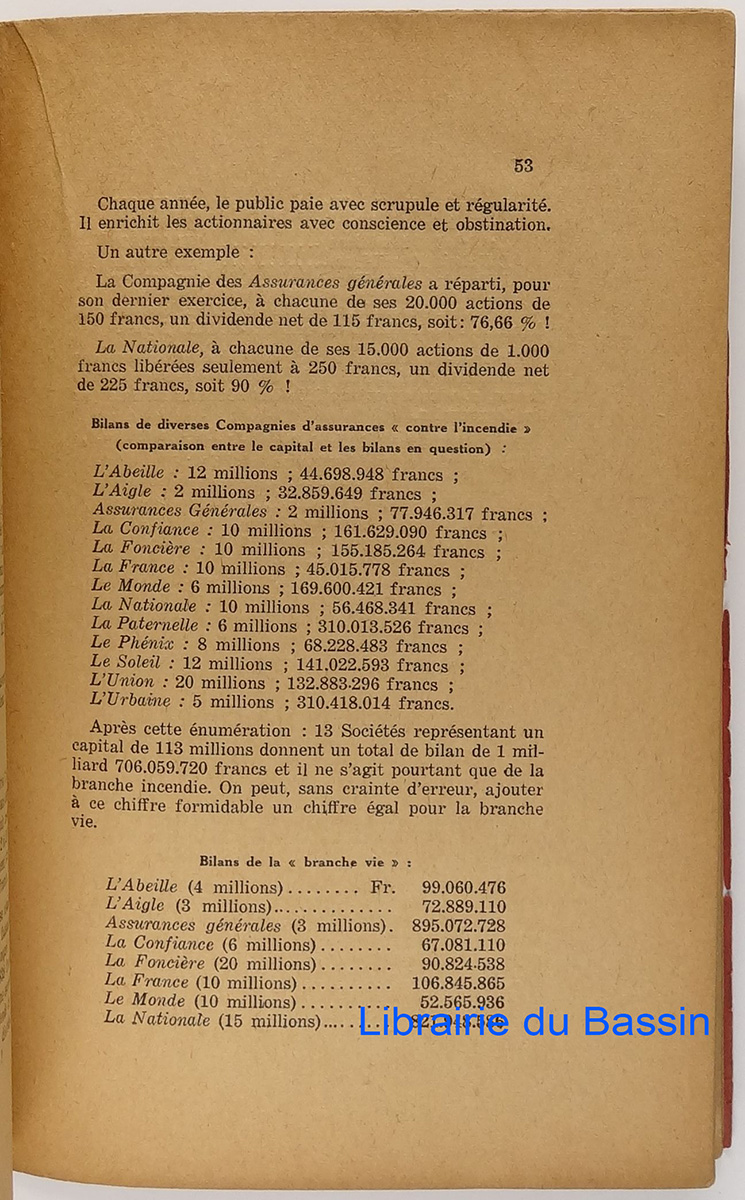 53
Chaque année, le public paie avec scrupule et régularité.
Il enrichit les actionnaires avec conscience et obstination.
Un autre exemple :
La Compagnie des Assurances générales a réparti, pour
son dernier exercice, à chacune de ses 20.000 actions de
150 francs, un dividende net de 115 francs, soit : 76,66 % !
La Nationale, à chacune de ses 15.000 actions de 1.000
francs libérées seulement à 250 francs, un dividende net
de 225 francs, soit 90 % !
Bilans de diverses Compagnies d'assurances « contre l'incendie »
(comparaison entre le capital et les bilans en question) :
L'Abeille : 12 millions ; 44.698.948 francs ;
L'Aigle : 2 millions ; 32.859.649 francs ;
Assurances Générales : 2 millions ; 77.946.317 francs ;
La Confiance : 10 millions ; 161.629.090 francs ;
La Foncière : 10 millions ; 155.185.264 francs ;
La France : 10 millions ; 45.015.778 francs ;
Le Monde : 6 millions ; 169.600.421 francs ;
La Nationale : 10 millions ; 56.468.341 francs ;
La Paternelle : 6 millions ; 310.013.526 francs ;
Le Phénix : 8 millions ; 68.228.483 francs ;
Le Soleil : 12 millions ; 141.022.593 francs ;
L'Union : 20 millions ; 132.883.296 francs ;
L'Urbaine : 5 millions ; 310.418.014 francs.
Après cette énumération : 13 Sociétés représentant un
capital de 113 millions donnent un total de bilan de 1 mil-
liard 706.059.720 francs et il ne s'agit pourtant que de la
branche incendie. On peut, sans crainte d'erreur, ajouter
à ce chiffre formidable un chiffre égal pour la branche
vie.
Bilans de la « branche vie » :
L'Abeille (4 millions)........ Fr. 99.060.476
L'Aigle (3 millions).............. 72.889.110
Assurances générales (3 millions). 895.072.728
La Confiance (6 millions)........ 67.081.110
La Foncière (20 millions)........ 90.824.538
La France (10 millions).......... 106.845.865
Le Monde (10 millions).......... 52.565.936
La Nationale (15 millions)........
Librairie du Bassin